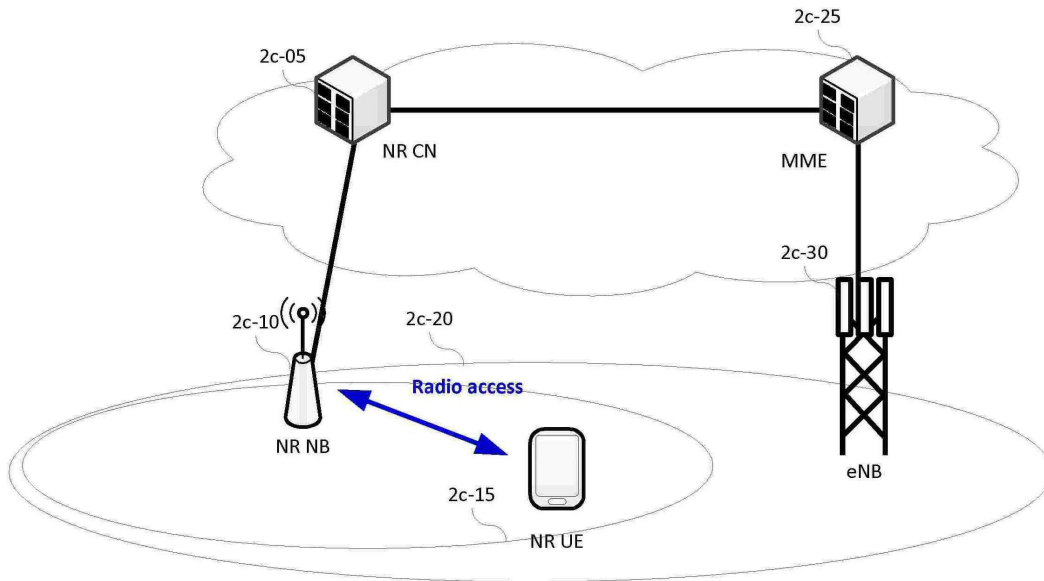 2c-25
2c-05
NR CN
MME
2c-30
2c-20
2c-10
Radio access
NR NB
eNB
2c-15
NR UE